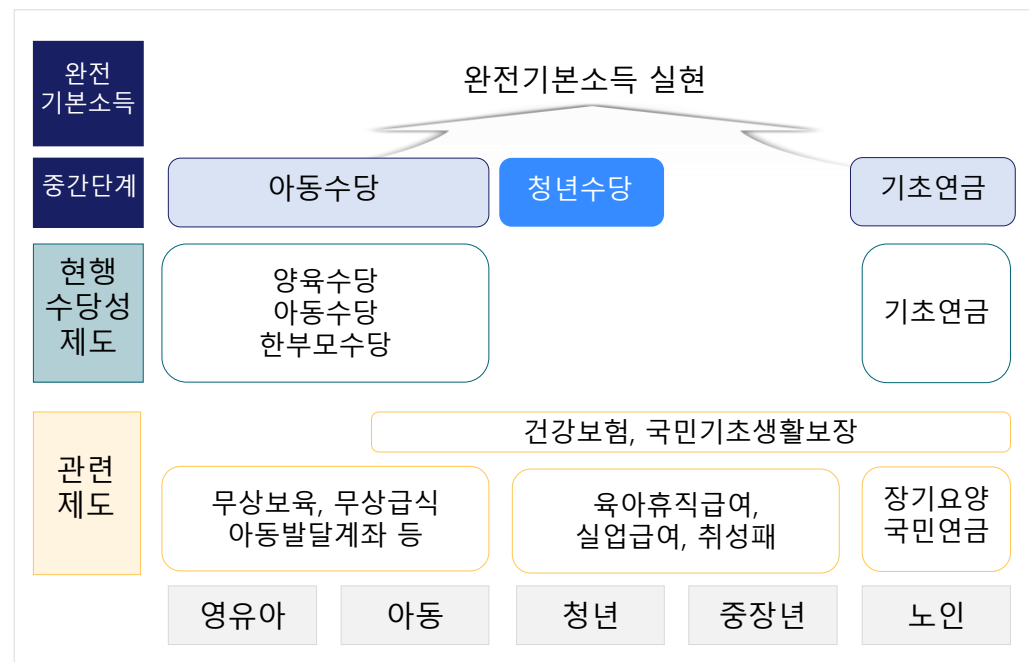 완전
기본소득
완전기본소득 실현
중간단계
아동수당
청년수당
기초연금
현행
수당성
제도
양육수당
아동수당
한부모수당
기초연금
관련
제도
건강보험, 국민기초생활보장
무상보육, 무상급식
아동발달계좌 등
육아휴직급여,
실업급여, 취성패
장기요양
국민연금
영유아
아동
청년
중장년
노인